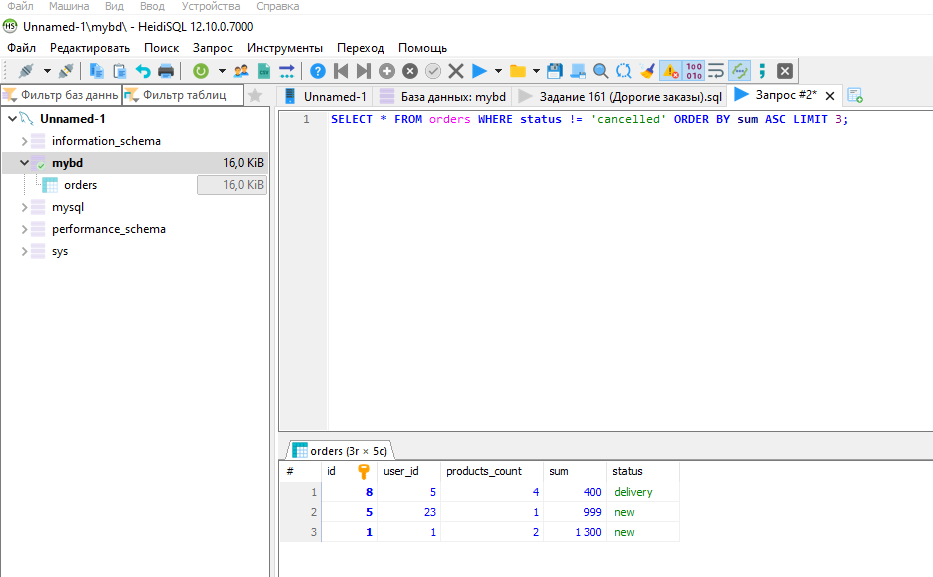 Файл Машина Вид Ввод Устройства Справка
Unnamed-1\mybd\ - HeidiSQL 12.10.0.7000
Файл Редактировать Поиск Запрос Инструменты Переход Помощь
Фильтр баз данн Фильтр таблиц
Unnamed-1 База данных: mybd Задание 161 (Дорогие заказы).sql Запрос #2*
Unnamed-1
information_schema
mybd 16,0 KiB
orders 16,0 KiB
mysql
performance_schema
sys
1 SELECT * FROM orders WHERE status != 'cancelled' ORDER BY sum ASC LIMIT 3;
orders (3r × 5c)
# id user_id products_count sum status
1 8 5 4 400 delivery
2 5 23 1 999 new
3 1 1 2 1 300 new